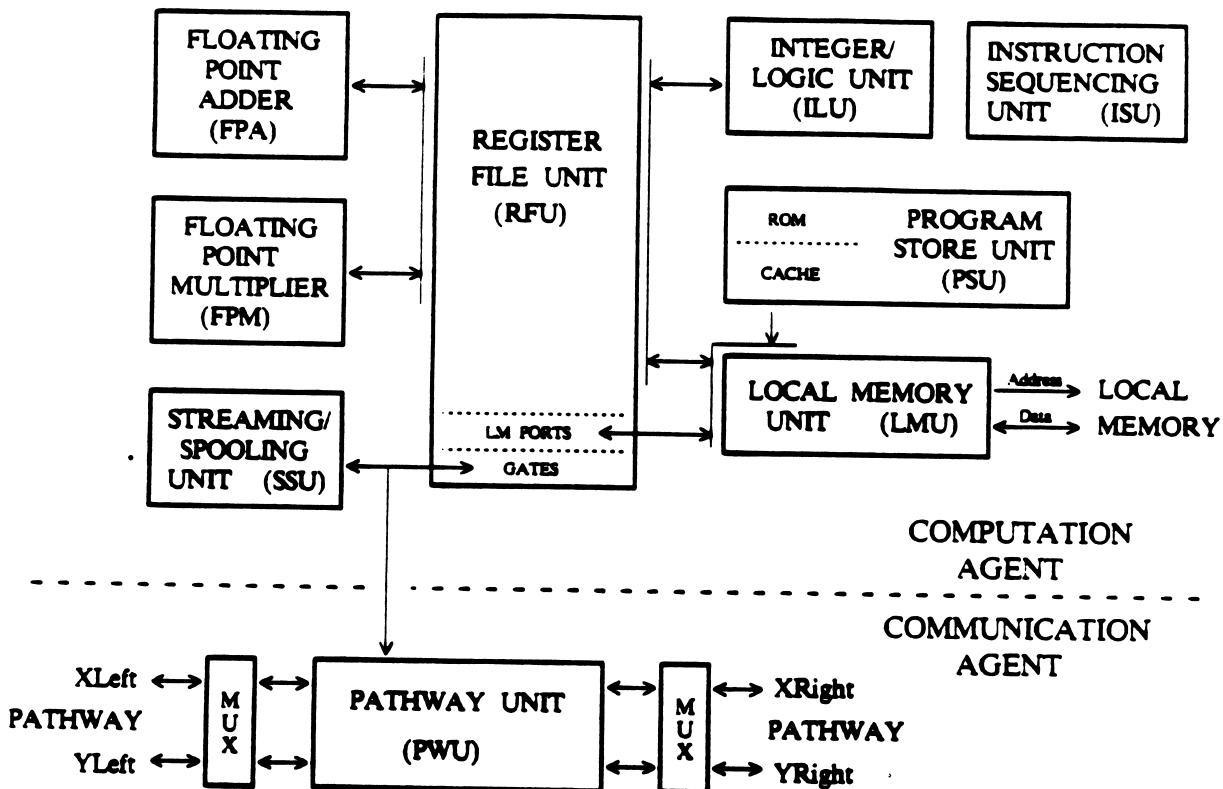 FLOATING
POINT
ADDER
(FPA)
REGISTER
FILE UNIT
(RFU)
INTEGER/
LOGIC UNIT
(ILU)
INSTRUCTION
SEQUENCING
UNIT (ISU)
FLOATING
POINT
MULTIPLIER
(FPM)
ROM
CACHE
PROGRAM
STORE UNIT
(PSU)
STREAMING/
SPOOLING
UNIT (SSU)
LM PORTS
GATES
LOCAL MEMORY
UNIT (LMU)
Address
Data
LOCAL
MEMORY
COMPUTATION
AGENT
COMMUNICATION
AGENT
XLeft
PATHWAY
YLeft
MUX
PATHWAY UNIT
(PWU)
MUX
XRight
PATHWAY
YRight